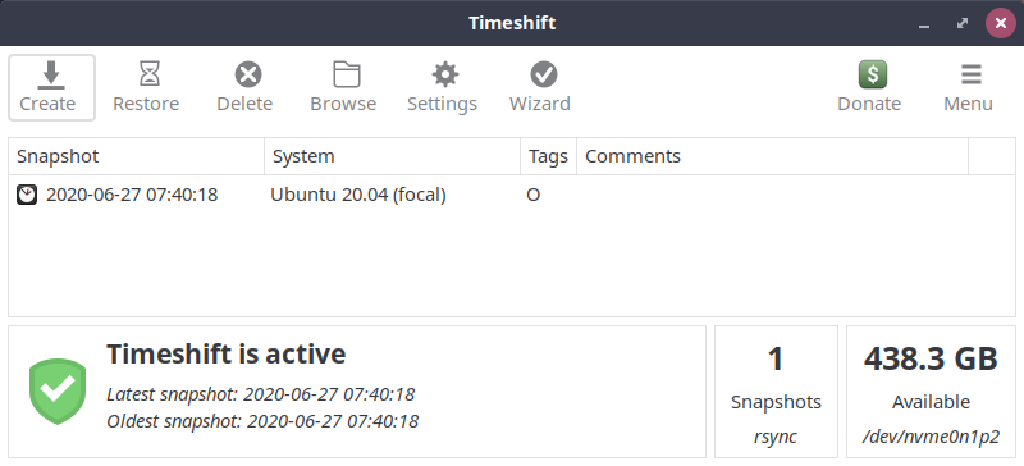 Timeshift
Create Restore Delete Browse Settings Wizard Donate Menu
Snapshot System Tags Comments
2020-06-27 07:40:18 Ubuntu 20.04 (focal) O
Timeshift is active
Latest snapshot: 2020-06-27 07:40:18
Oldest snapshot: 2020-06-27 07:40:18
1
Snapshots
rsync
438.3 GB
Available
/dev/nvme0n1p2